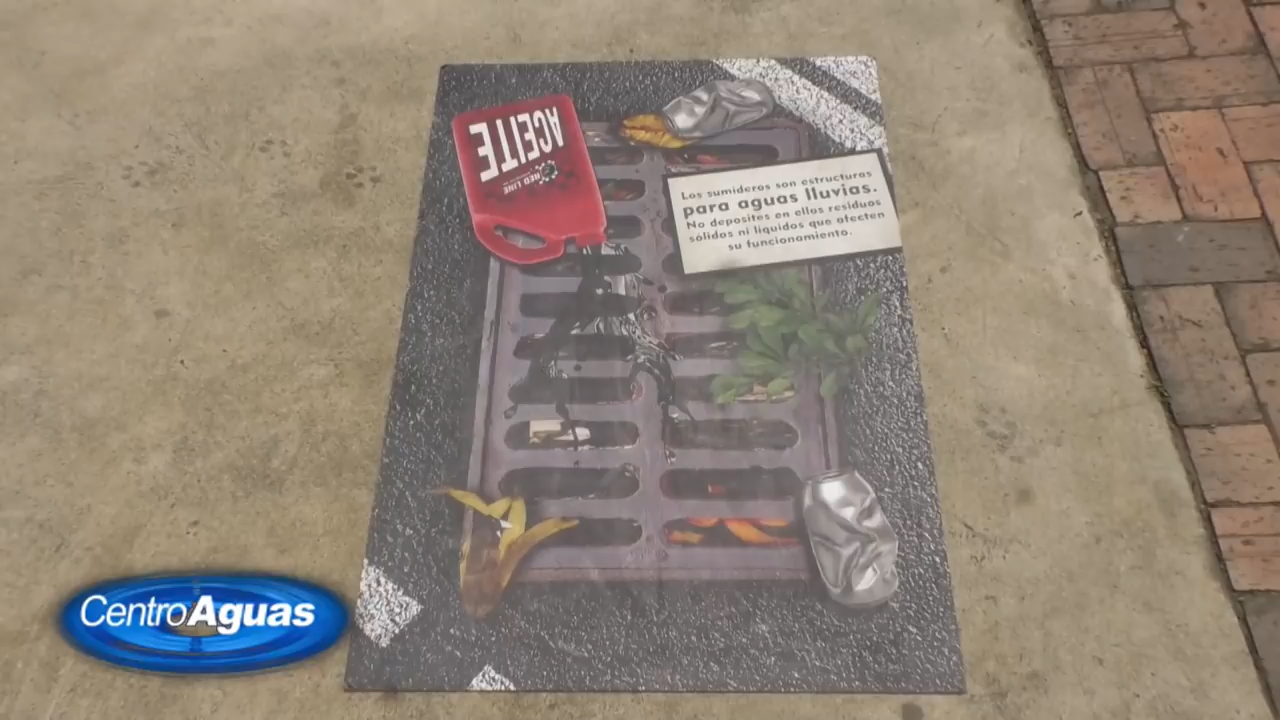 ACEITE
RED LINE
Los sumideros son estructuras
para aguas lluvias.
No deposites en ellos residuos
sólidos ni líquidos que afecten
su funcionamiento.
CentroAguas